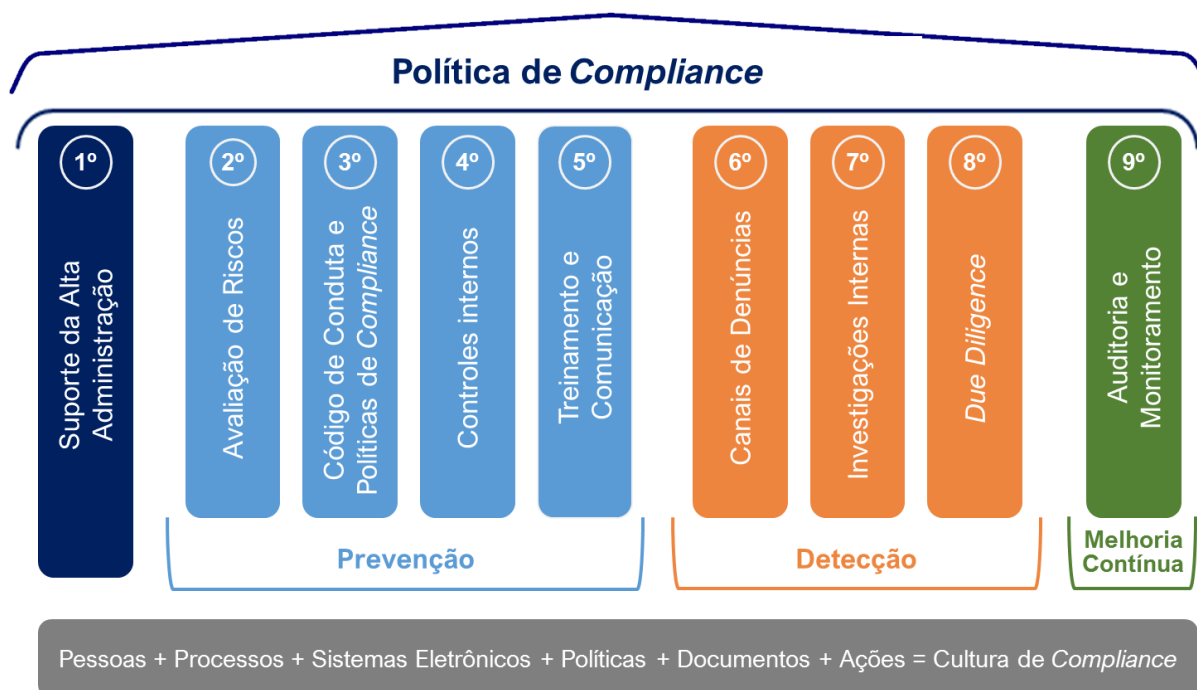 Política de Compliance
1º
Suporte da Alta
Administração
2º
Avaliação de Riscos
3º
Código de Conduta e
Políticas de Compliance
4º
Controles internos
5º
Treinamento e
Comunicação
6º
Canais de Denúncias
7º
Investigações Internas
8º
Due Diligence
9º
Auditoria e
Monitoramento
Prevenção
Detecção
Melhoria
Contínua
Pessoas + Processos + Sistemas Eletrônicos + Políticas + Documentos + Ações = Cultura de Compliance